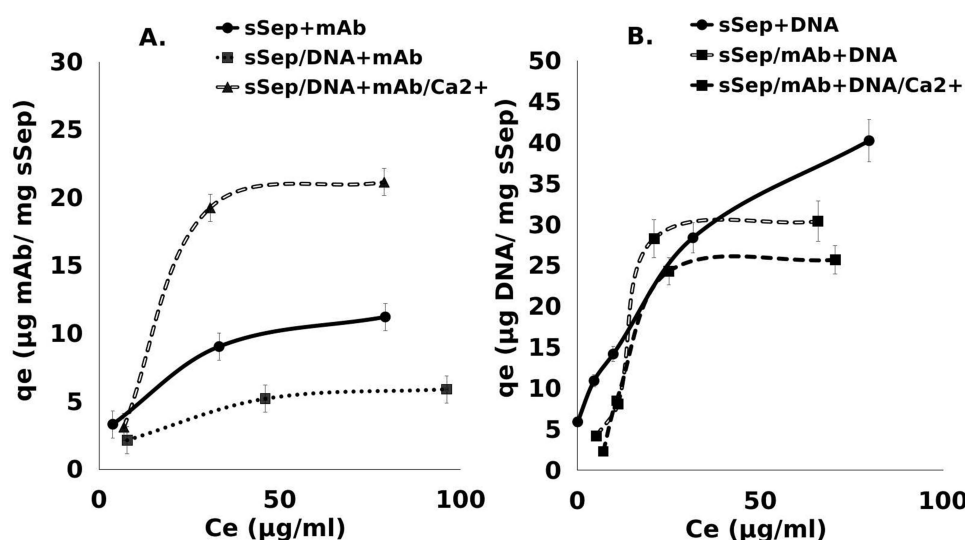 A.
sSep+mAb
sSep/DNA+mAb
sSep/DNA+mAb/Ca2+
qe (µg mAb/ mg sSep)
30
25
20
15
10
5
0
0 50 100
Ce (µg/ml)
B.
sSep+DNA
sSep/mAb+DNA
sSep/mAb+DNA/Ca2+
qe (µg DNA/ mg sSep)
50
45
40
35
30
25
20
15
10
5
0
0 50 100
Ce (µg/ml)